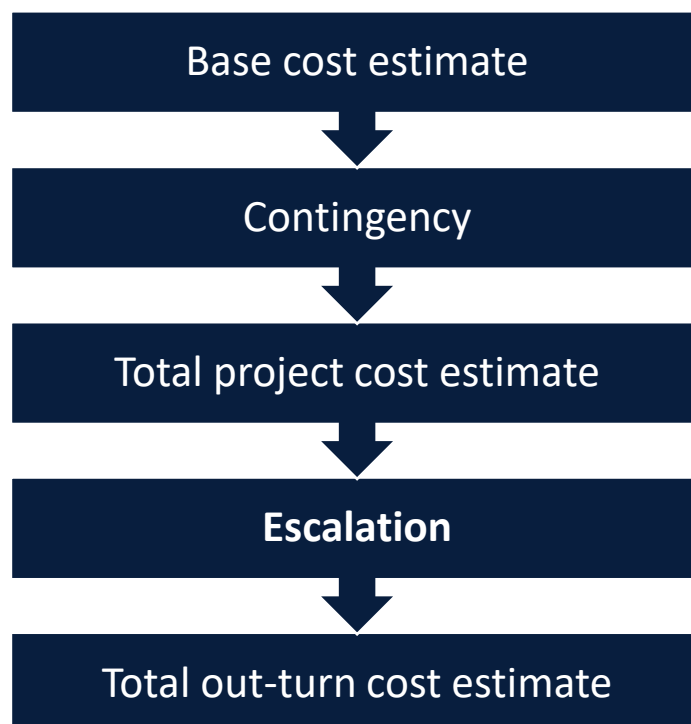 Base cost estimate
Contingency
Total project cost estimate
Escalation
Total out-turn cost estimate